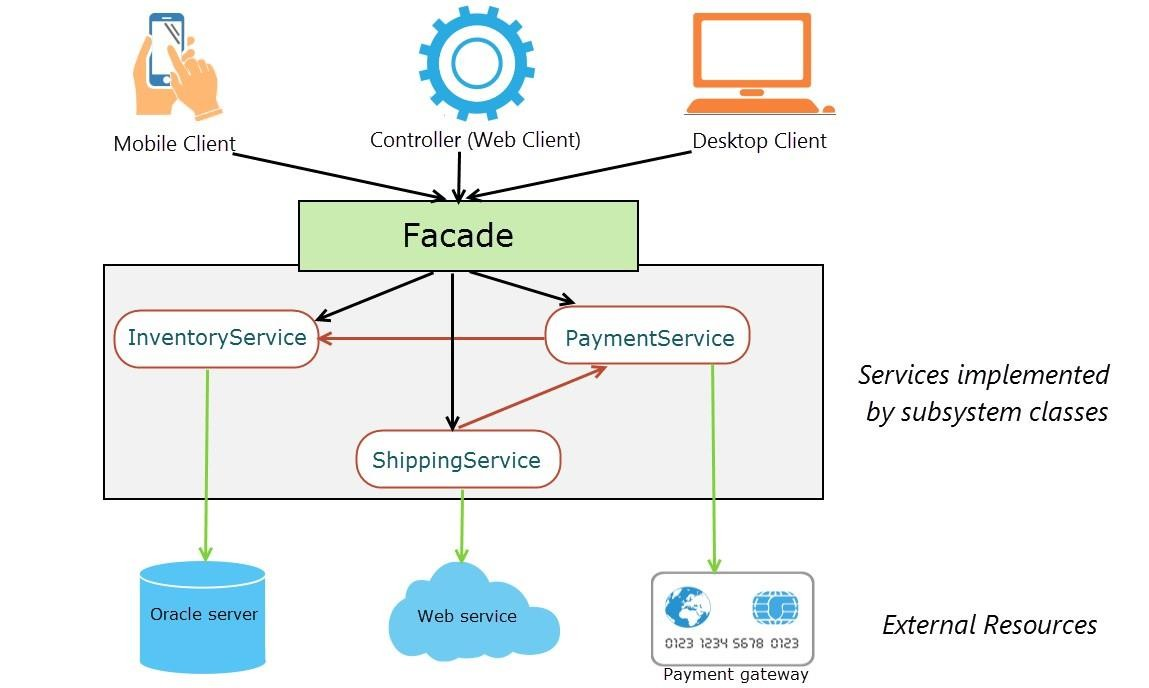 Mobile Client
Controller (Web Client)
Desktop Client
Facade
InventoryService
PaymentService
ShippingService
Services implemented
by subsystem classes
Oracle server
Web service
0123 1234 5678 0123
Payment gateway
External Resources